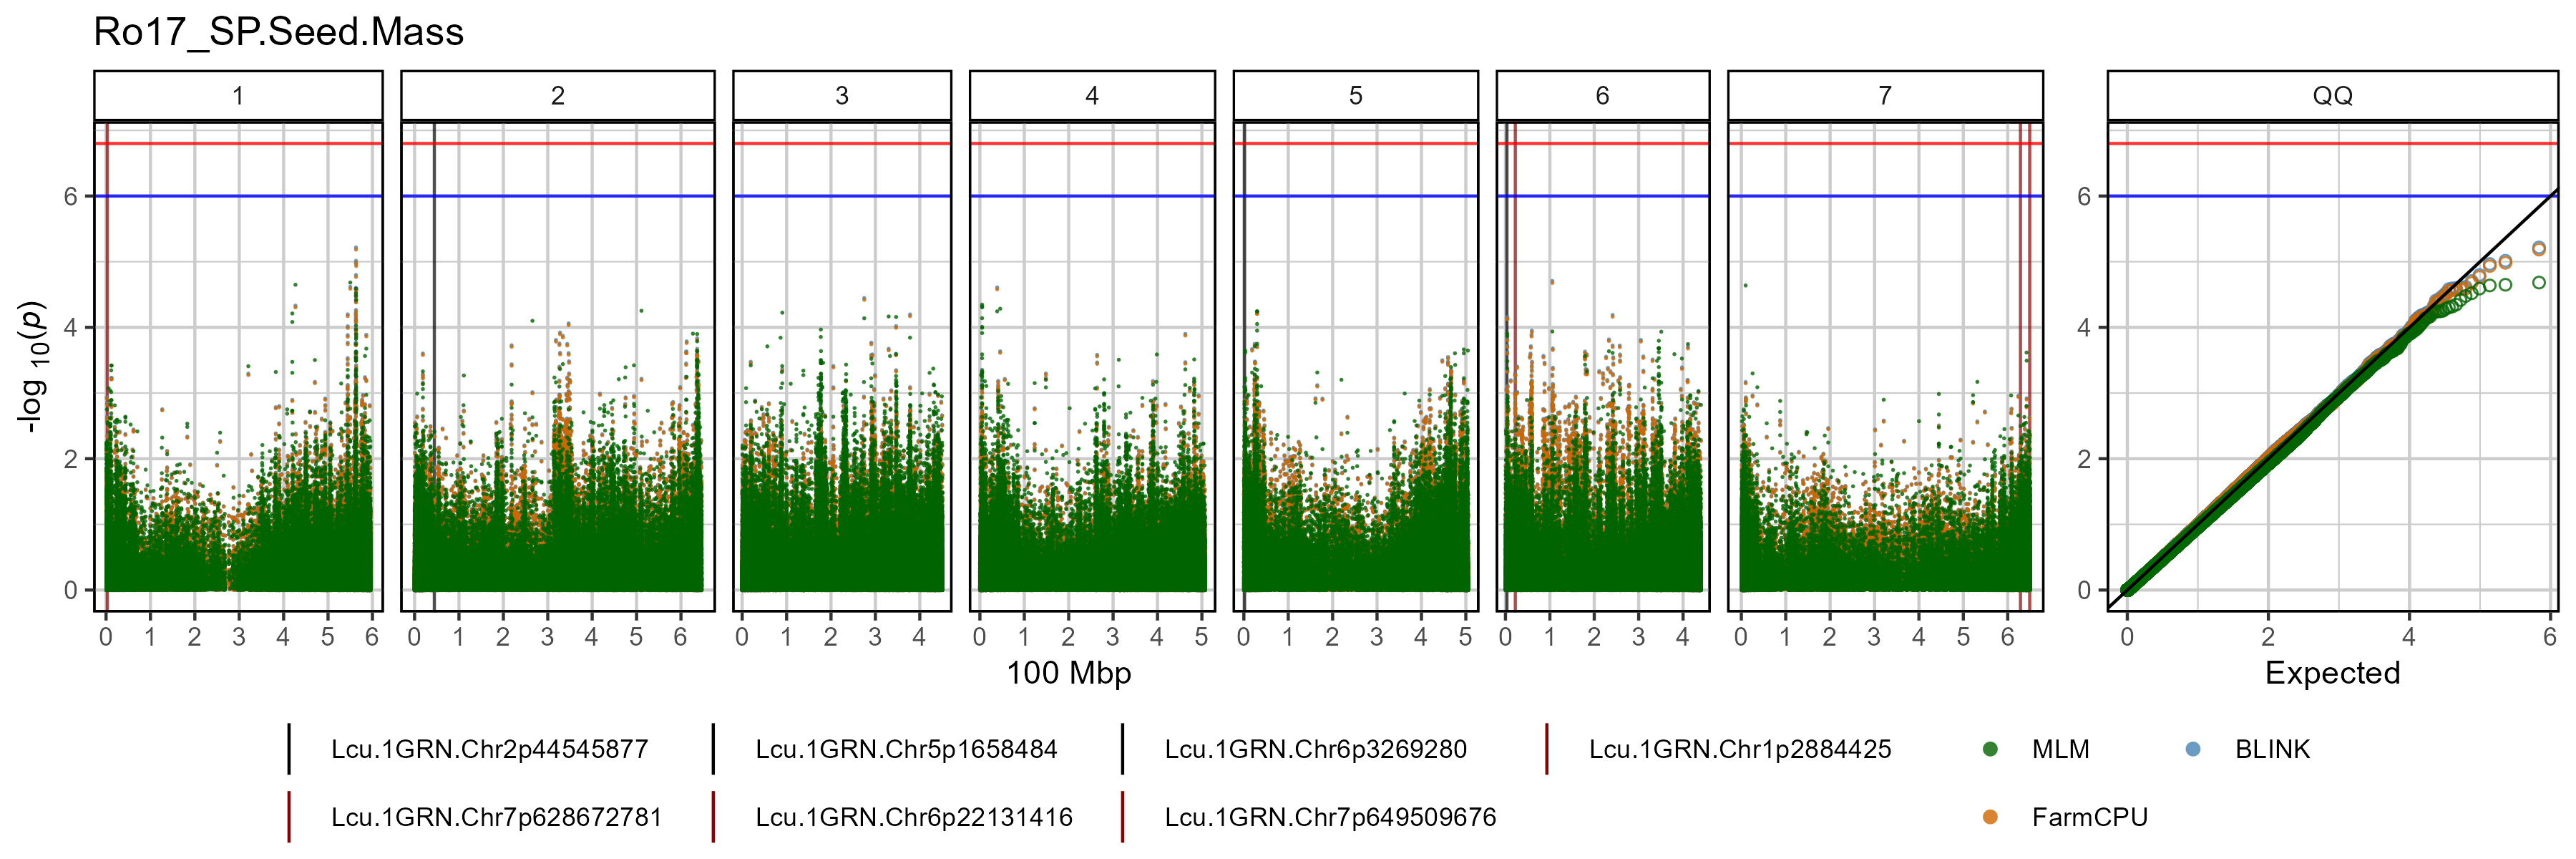 Ro17_SP.Seed.Mass
1 2 3 4 5 6 7 QQ
-log 10(p)
6
4
2
0
6
4
2
0
0 1 2 3 4 5 6 0 1 2 3 4 5 6 0 1 2 3 4 0 1 2 3 4 5 0 1 2 3 4 5 0 1 2 3 4 0 1 2 3 4 5 6 0 2 4 6
100 Mbp Expected
Lcu.1GRN.Chr2p44545877 Lcu.1GRN.Chr5p1658484 Lcu.1GRN.Chr6p3269280 Lcu.1GRN.Chr1p2884425 MLM BLINK
Lcu.1GRN.Chr7p628672781 Lcu.1GRN.Chr6p22131416 Lcu.1GRN.Chr7p649509676 FarmCPU